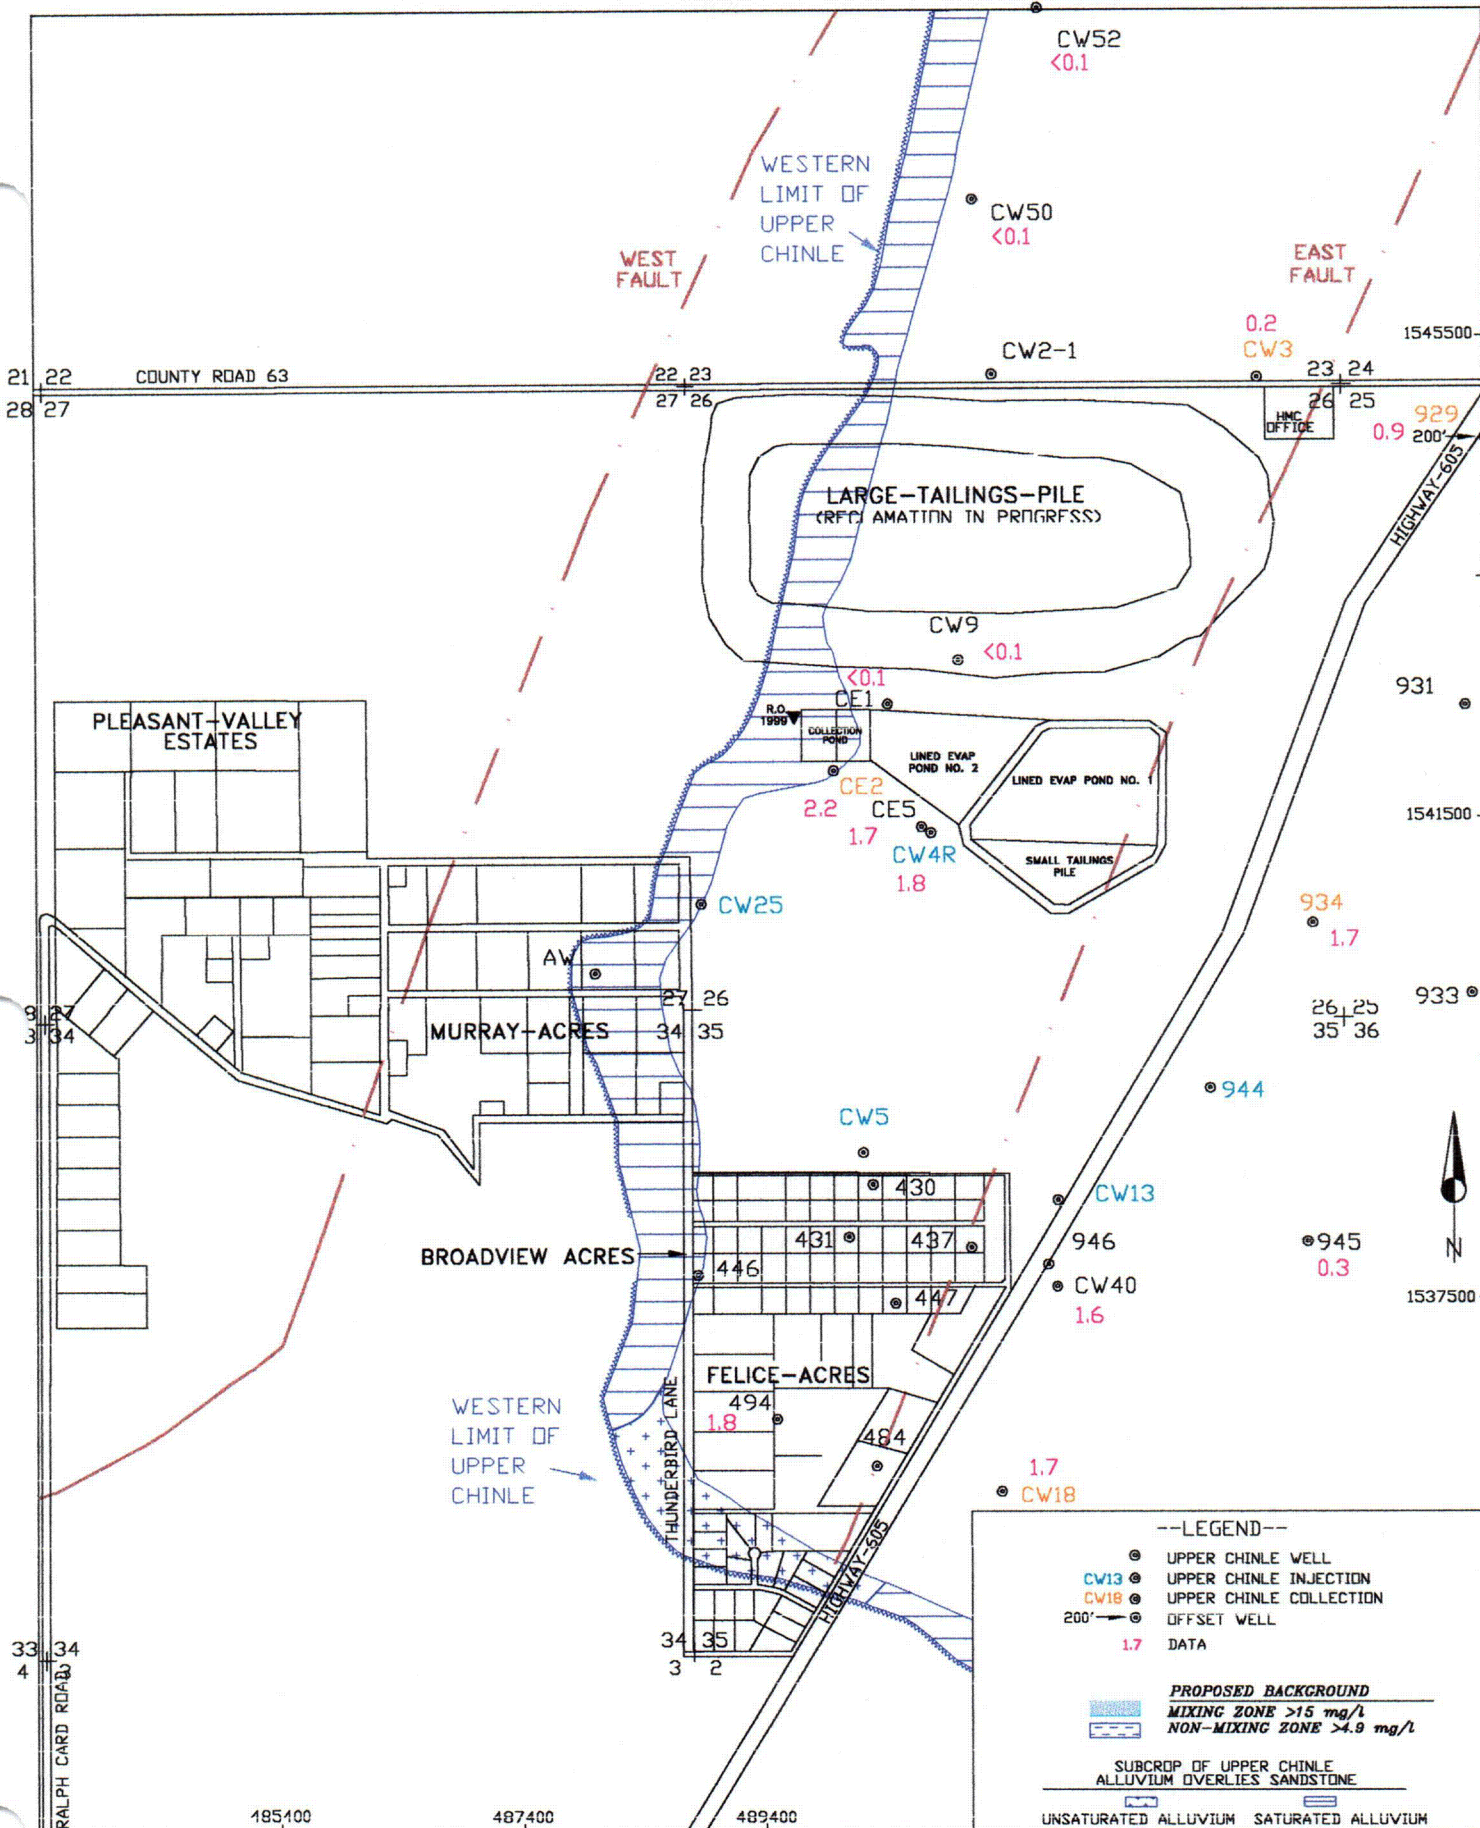 CW52
<0.1
WESTERN
LIMIT OF
UPPER
CHINLE
CW50
<0.1
WEST
FAULT
EAST
FAULT
0.2
CW3
1545500
CW2-1
21 22
COUNTY ROAD 63
22 23
23 24
28 27
27 26
26 25
HMC
OFFICE
929
0.9 200'
HIGHWAY-605
LARGE-TAILINGS-PILE
(RECLAMATION IN PROGRESS)
CW9
<0.1
<0.1
CE1
931
R.O.
1999
COLLECTION
POND
PLEASANT-VALLEY
ESTATES
LINED EVAP
POND NO. 2
LINED EVAP POND NO. 1
CE2
2.2
CE5
1.7
CW4R
1.8
1541500
SMALL TAILINGS
PILE
CW25
934
1.7
AW
27 26
34 35
933
26 25
35 36
27
34
MURRAY-ACRES
944
CW5
430
CW13
431
437
946
945
0.3
BROADVIEW ACRES
446
CW40
1.6
447
1537500
N
FELICE-ACRES
494
1.8
WESTERN
LIMIT OF
UPPER
CHINLE
THUNDERBIRD LANE
484
1.7
CW18
HIGHWAY-605
33 34
4 3
34 35
3 2
RALPH CARD ROAD
485400
487400
489400
--LEGEND--
UPPER CHINLE WELL
CW13 UPPER CHINLE INJECTION
CW18 UPPER CHINLE COLLECTION
200' OFFSET WELL
1.7 DATA
PROPOSED BACKGROUND
MIXING ZONE >15 mg/l
NON-MIXING ZONE >4.9 mg/l
SUBCROP OF UPPER CHINLE
ALLUVIUM OVERLIES SANDSTONE
UNSATURATED ALLUVIUM SATURATED ALLUVIUM